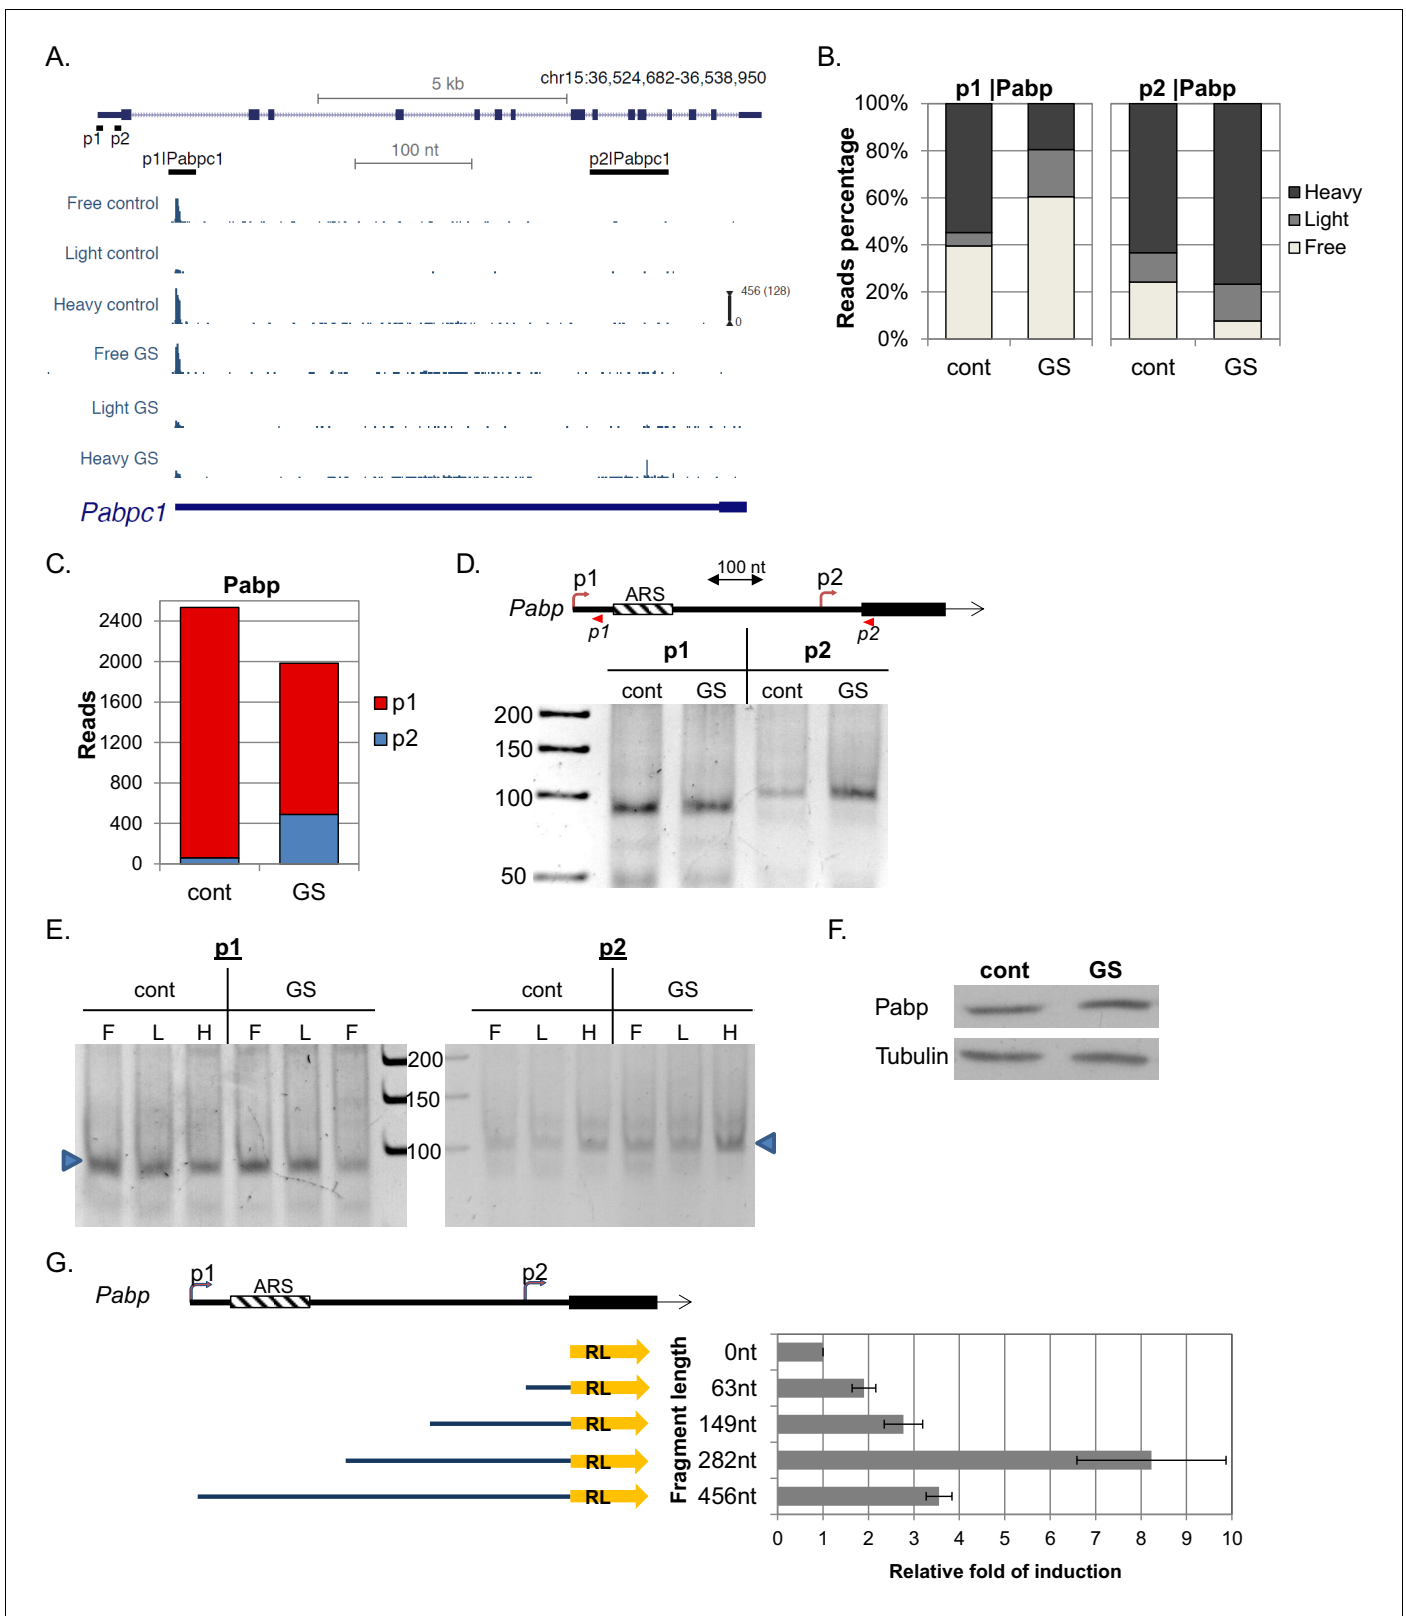 A.
5 kb
chr15:36,524,682-36,538,950
p1 p2
p1|Pabpc1
100 nt
p2|Pabpc1
Free control
Light control
Heavy control
456 (128)
0
Free GS
Light GS
Heavy GS
Pabpc1
B.
p1 |Pabp
p2 |Pabp
Reads percentage
100%
80%
60%
40%
20%
0%
cont GS
cont GS
Heavy
Light
Free
C.
Pabp
Reads
2400
2000
1600
1200
800
400
0
cont GS
p1
p2
D.
100 nt
p1
ARS
p2
Pabp
p1
p2
p1 p2
cont GS cont GS
200
150
100
50
E.
p1
cont GS
F L H F L F
200
150
100
p2
cont GS
F L H F L H
F.
cont GS
Pabp
Tubulin
G.
p1
ARS
p2
Pabp
RL
RL
RL
RL
RL
Fragment length
0nt
63nt
149nt
282nt
456nt
0 1 2 3 4 5 6 7 8 9 10
Relative fold of induction